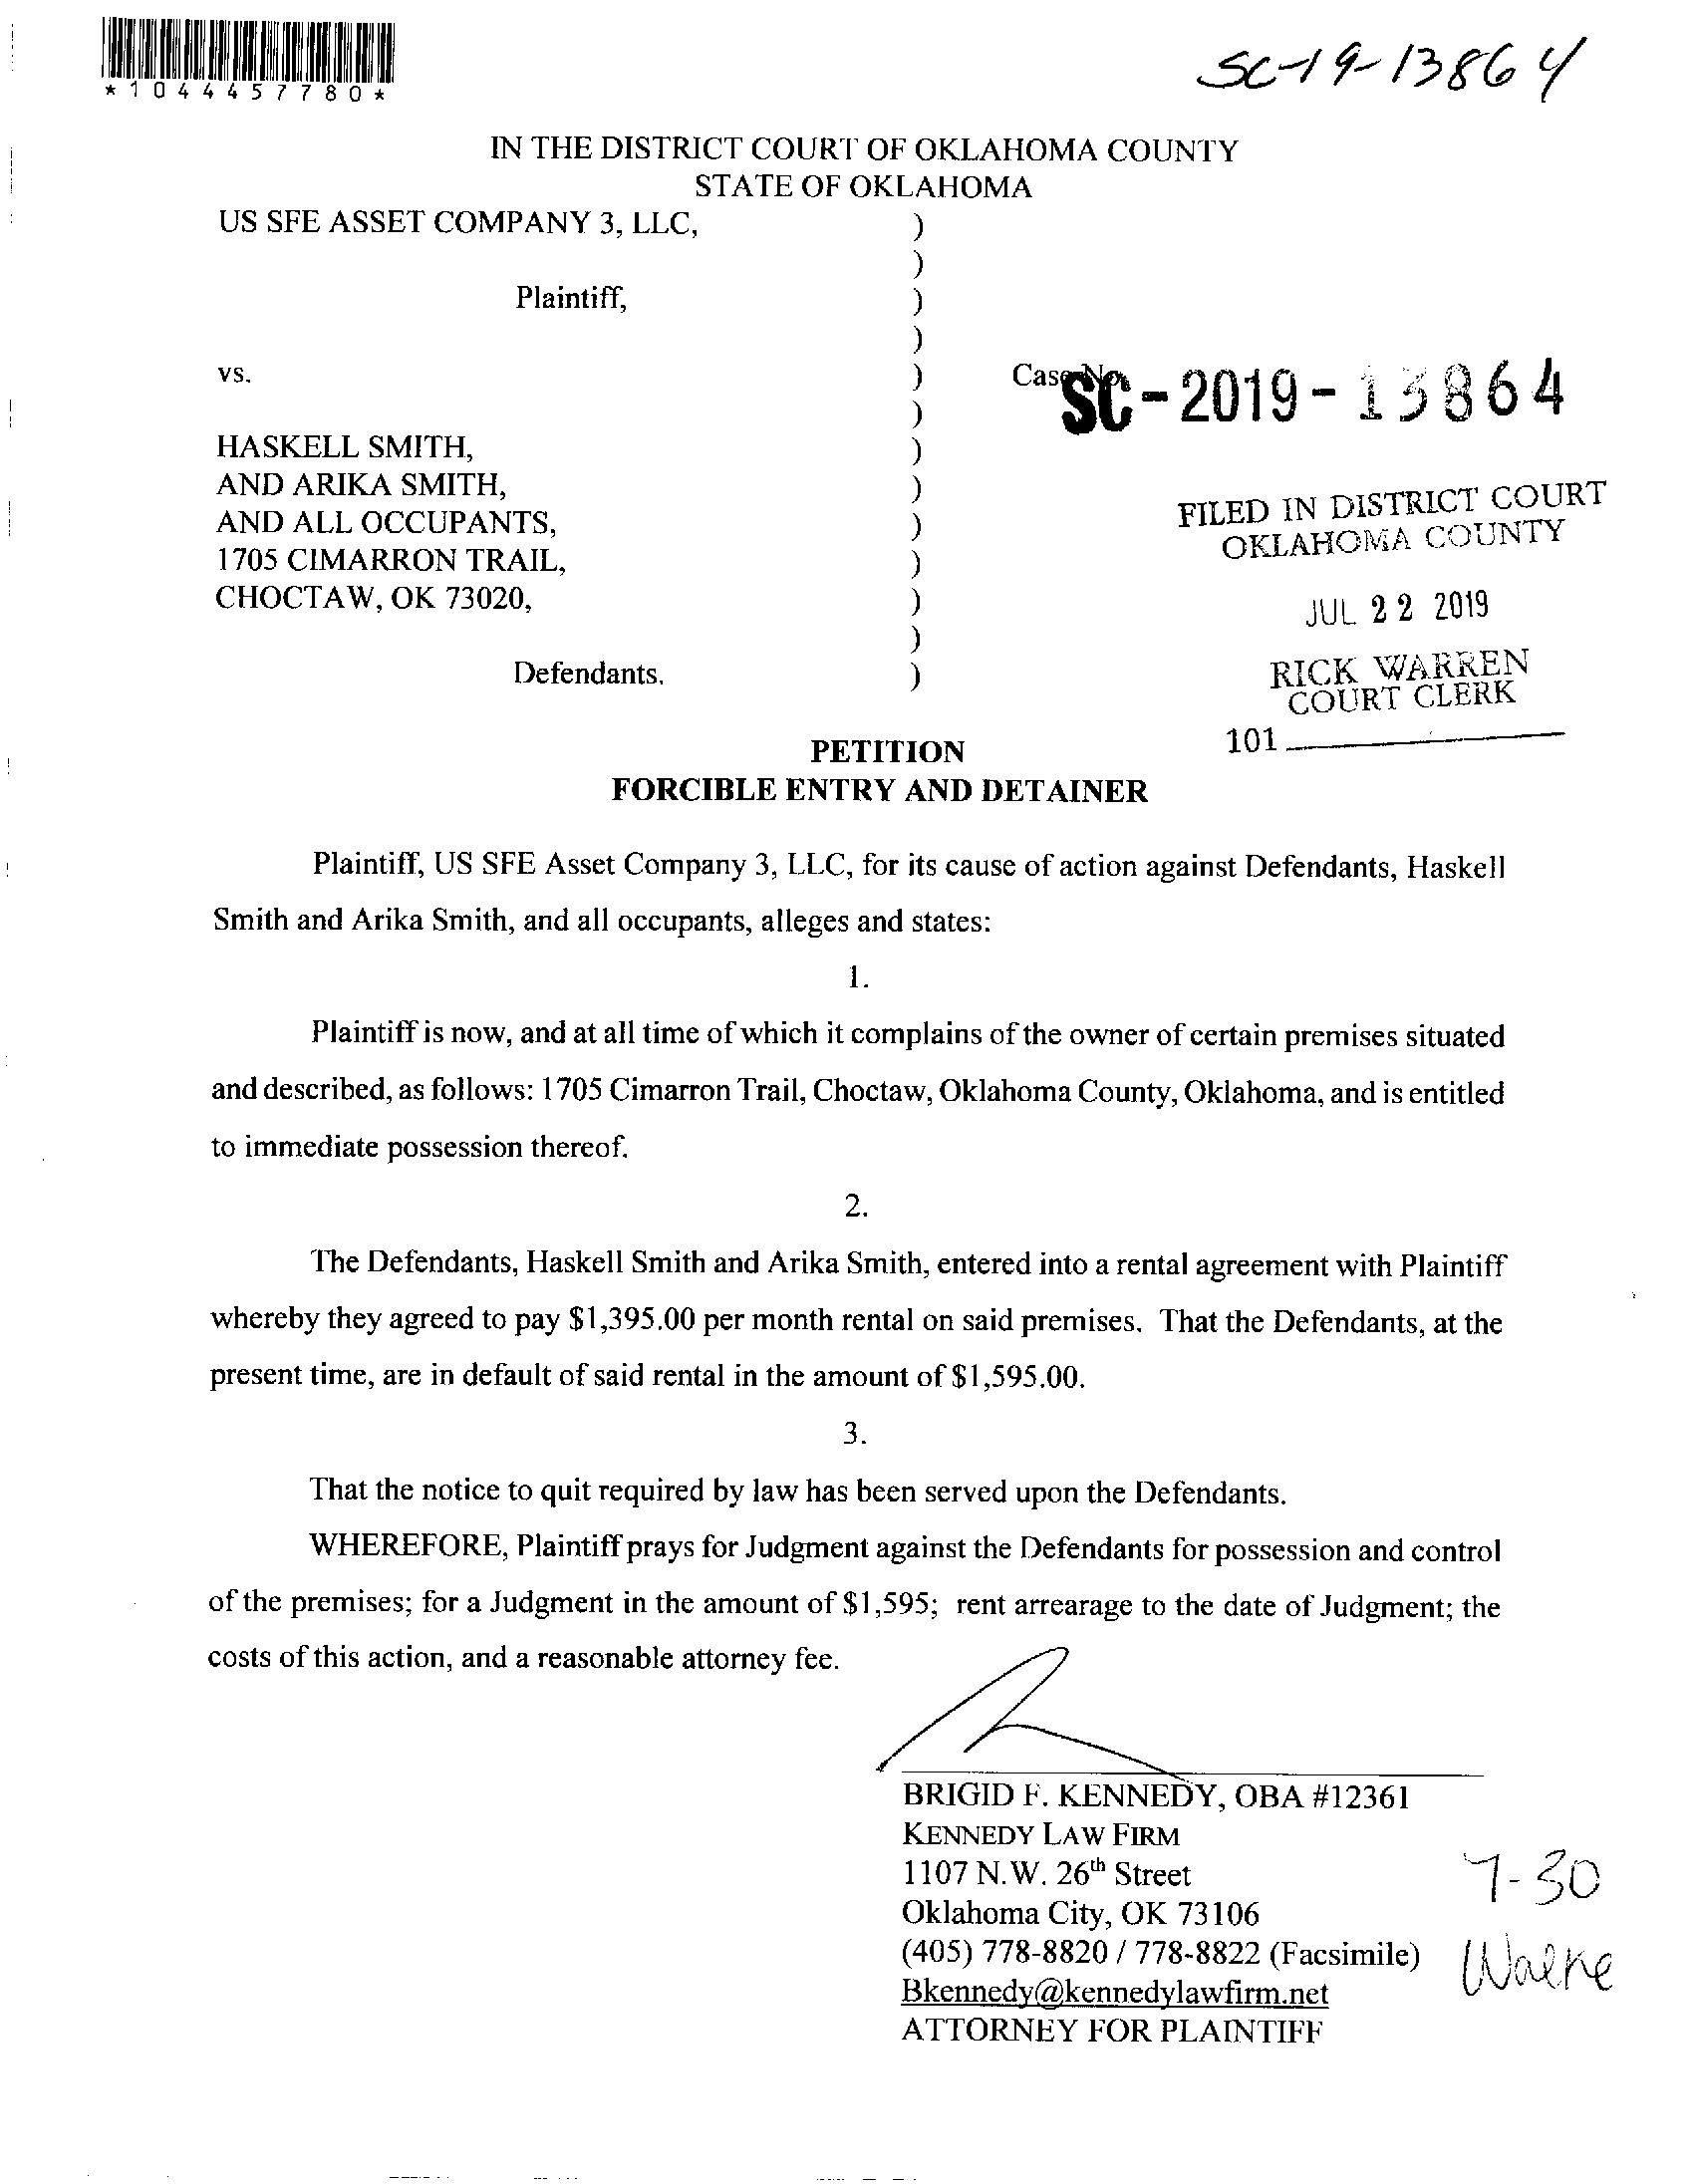 *1044457780*
SC-19-13864
IN THE DISTRICT COURT OF OKLAHOMA COUNTY
STATE OF OKLAHOMA
US SFE ASSET COMPANY 3, LLC, )
)
Plaintiff, )
)
vs. ) Case No.
SC-2019-13864
)
HASKELL SMITH, )
AND ARIKA SMITH, )
AND ALL OCCUPANTS, )
1705 CIMARRON TRAIL, )
CHOCTAW, OK 73020, )
)
Defendants. )
FILED IN DISTRICT COURT
OKLAHOMA COUNTY
JUL 22 2019
RICK WARREN
COURT CLERK
101
PETITION
FORCIBLE ENTRY AND DETAINER
Plaintiff, US SFE Asset Company 3, LLC, for its cause of action against Defendants, Haskell
Smith and Arika Smith, and all occupants, alleges and states:
1.
Plaintiff is now, and at all time of which it complains of the owner of certain premises situated
and described, as follows: 1705 Cimarron Trail, Choctaw, Oklahoma County, Oklahoma, and is entitled
to immediate possession thereof.
2.
The Defendants, Haskell Smith and Arika Smith, entered into a rental agreement with Plaintiff
whereby they agreed to pay $1,395.00 per month rental on said premises. That the Defendants, at the
present time, are in default of said rental in the amount of $1,595.00.
3.
That the notice to quit required by law has been served upon the Defendants.
WHEREFORE, Plaintiff prays for Judgment against the Defendants for possession and control
of the premises; for a Judgment in the amount of $1,595; rent arrearage to the date of Judgment; the
costs of this action, and a reasonable attorney fee.
BRIGID F. KENNEDY, OBA #12361
KENNEDY LAW FIRM
1107 N.W. 26th Street
Oklahoma City, OK 73106
(405) 778-8820 / 778-8822 (Facsimile)
Bkennedy@kennedylawfirm.net
ATTORNEY FOR PLAINTIFF
7-30
Walke